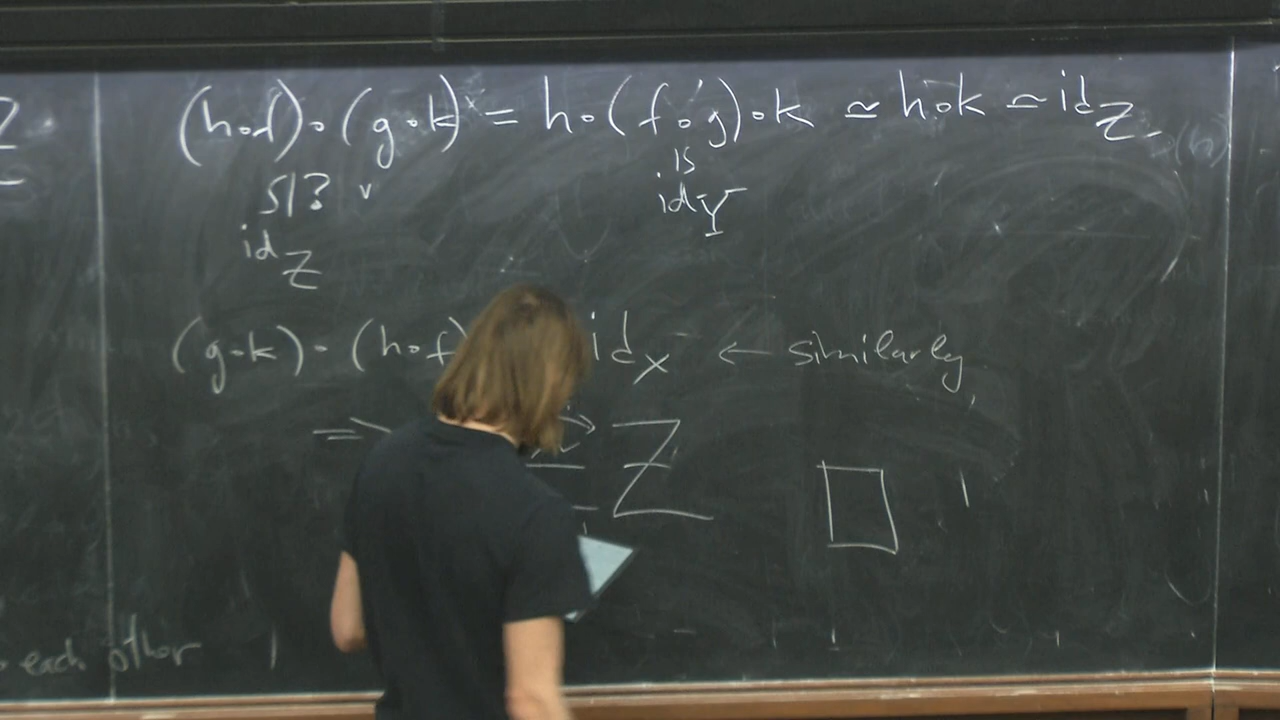 Z
(h∘f)∘(g∘k) = h∘(f∘g)∘k ≃ h∘k ≃ id_Z
S|? is
id_Z id_Y
(g∘k)∘(h∘f) id_X ← similarly
=> Z □
each other